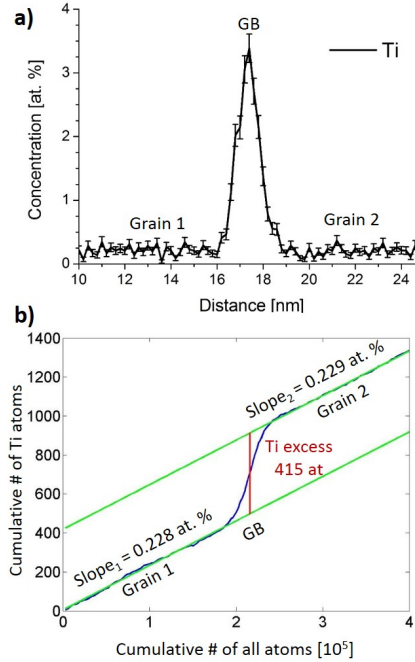 a)
GB
Ti
Grain 1
Grain 2
4
3
2
1
0
Concentration [at. %]
10 12 14 16 18 20 22 24
Distance [nm]
b)
1400
1200
1000
800
600
400
200
0
Cumulative # of Ti atoms
Slope₂ = 0.229 at. %
Grain 2
Ti excess
415 at
Slope₁ = 0.228 at. %
Grain 1
GB
0 1 2 3 4
Cumulative # of all atoms [10⁵]